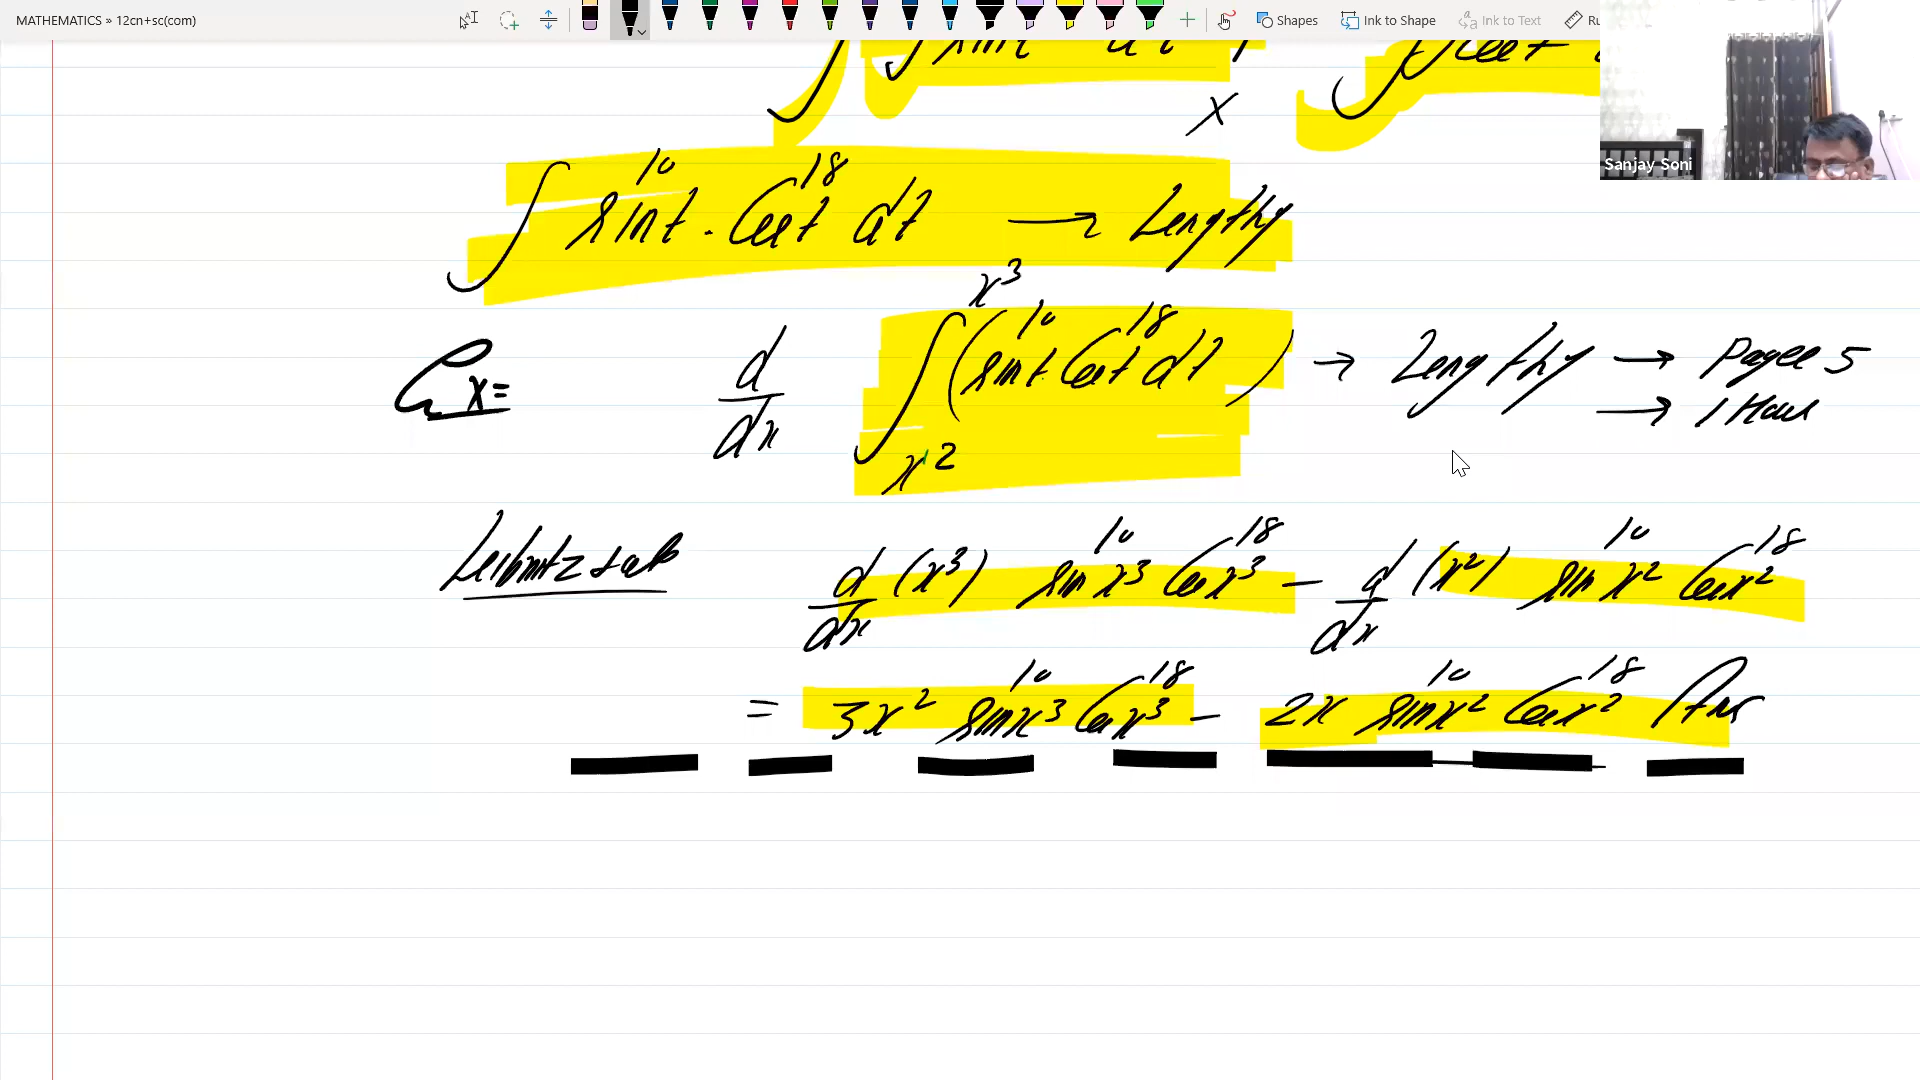 MATHEMATICS » 12cn+sc(com) Shapes Ink to Shape Ink to Text Ru
Sanjay Soni
x
∫ sin¹⁰t · Cos¹⁸t dt → Lengthy
Ex= d/dx ∫_{x²}^{x³} (sin¹⁰t Cos¹⁸t dt) → Lengthy → Pages 5
→ 1 Hour
Leibnitz rule d/dx (x³) sin¹⁰x³ Cos¹⁸x³ − d/dx (x²) sin¹⁰x² Cos¹⁸x²
= 3x² sin¹⁰x³ Cos¹⁸x³ − 2x sin¹⁰x² Cos¹⁸x² Ans